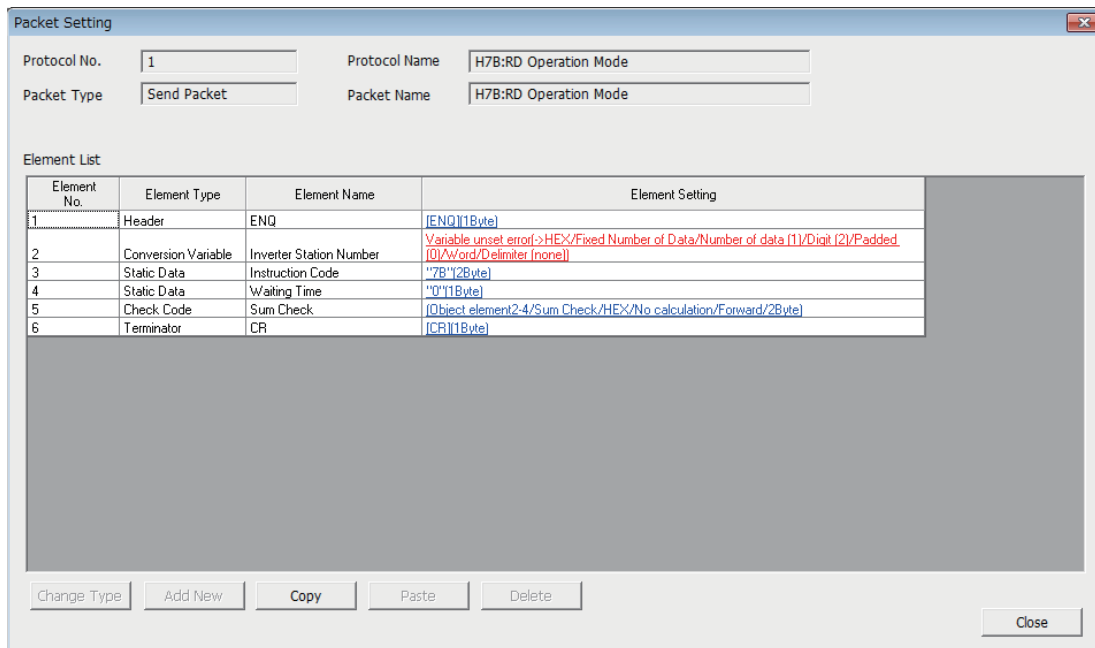 Packet Setting
Protocol No. 1 Protocol Name H7B:RD Operation Mode
Packet Type Send Packet Packet Name H7B:RD Operation Mode
Element List
Element No. Element Type Element Name Element Setting
1 Header ENQ [ENQ](1Byte)
2 Conversion Variable Inverter Station Number Variable unset error(->HEX/Fixed Number of Data/Number of data (1)/Digit (2)/Padded (0)/Word/Delimiter (none))
3 Static Data Instruction Code "7B"(2Byte)
4 Static Data Waiting Time "0"(1Byte)
5 Check Code Sum Check (Object element2-4/Sum Check/HEX/No calculation/Forward/2Byte)
6 Terminator CR [CR](1Byte)
Change Type Add New Copy Paste Delete
Close